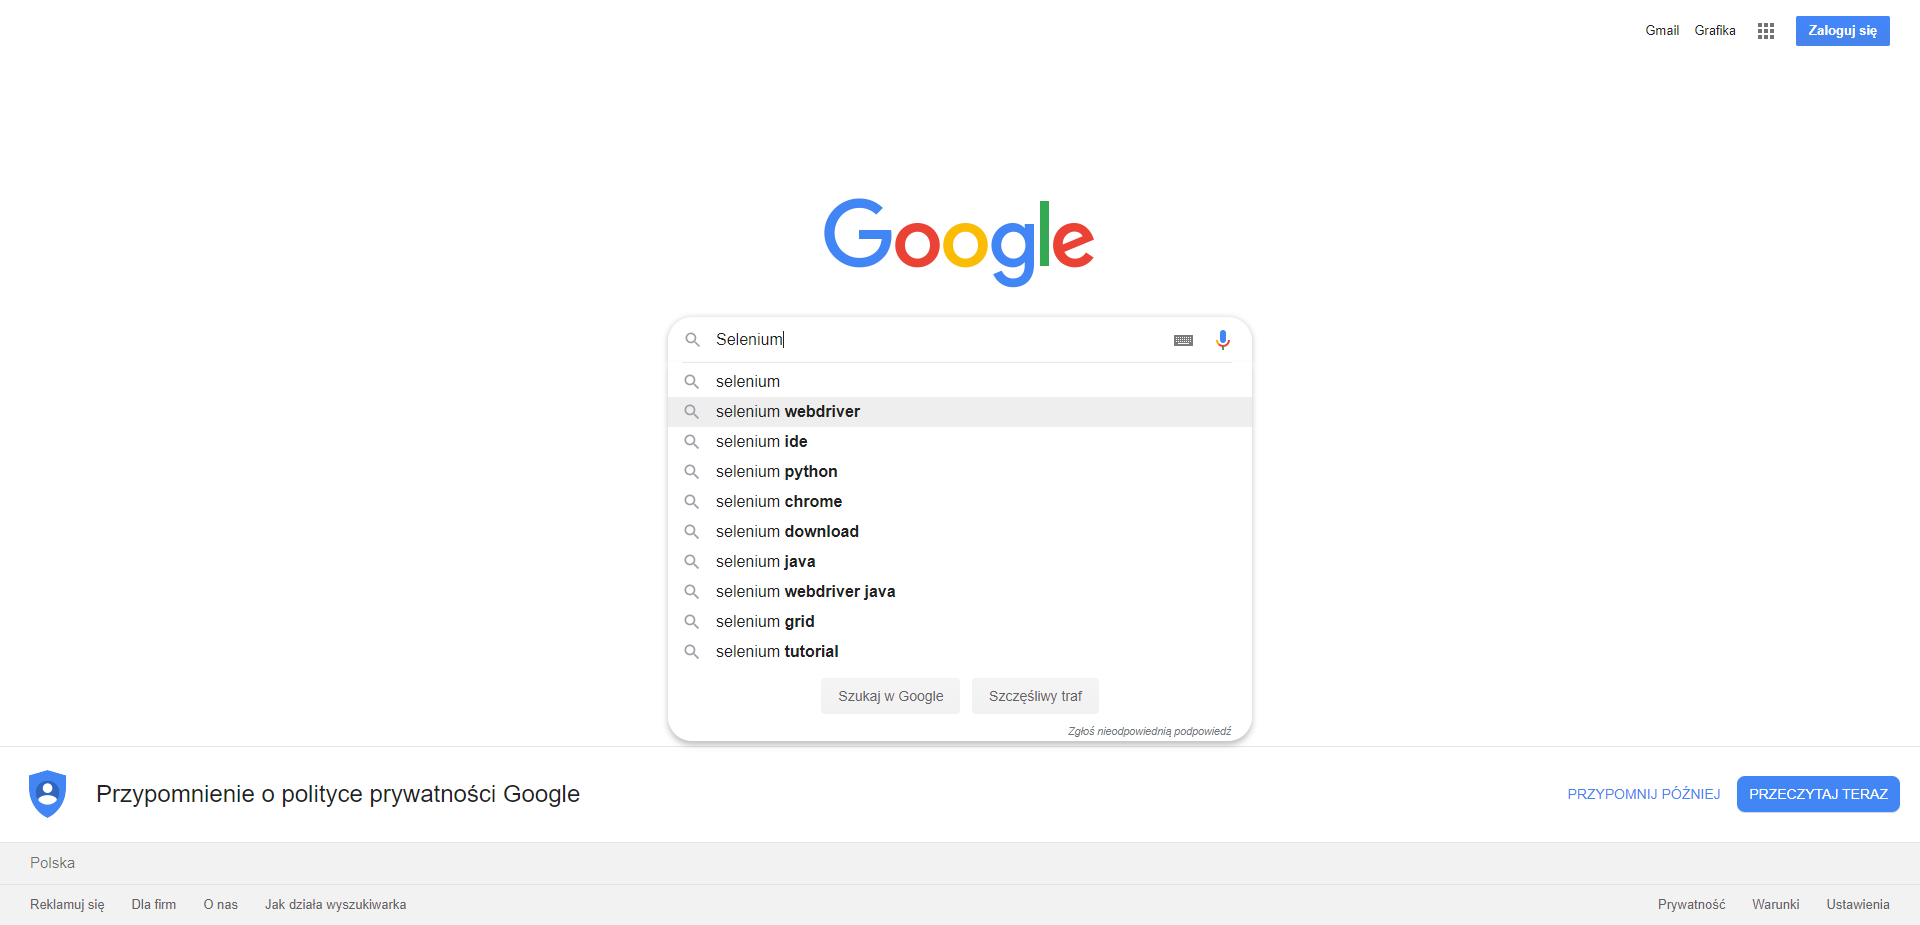 Gmail Grafika Zaloguj się
Google
Selenium
selenium
selenium webdriver
selenium ide
selenium python
selenium chrome
selenium download
selenium java
selenium webdriver java
selenium grid
selenium tutorial
Szukaj w Google Szczęśliwy traf
Zgłoś nieodpowiednią podpowiedź
Przypomnienie o polityce prywatności Google PRZYPOMNIJ PÓŹNIEJ PRZECZYTAJ TERAZ
Polska
Reklamuj się Dla firm O nas Jak działa wyszukiwarka Prywatność Warunki Ustawienia